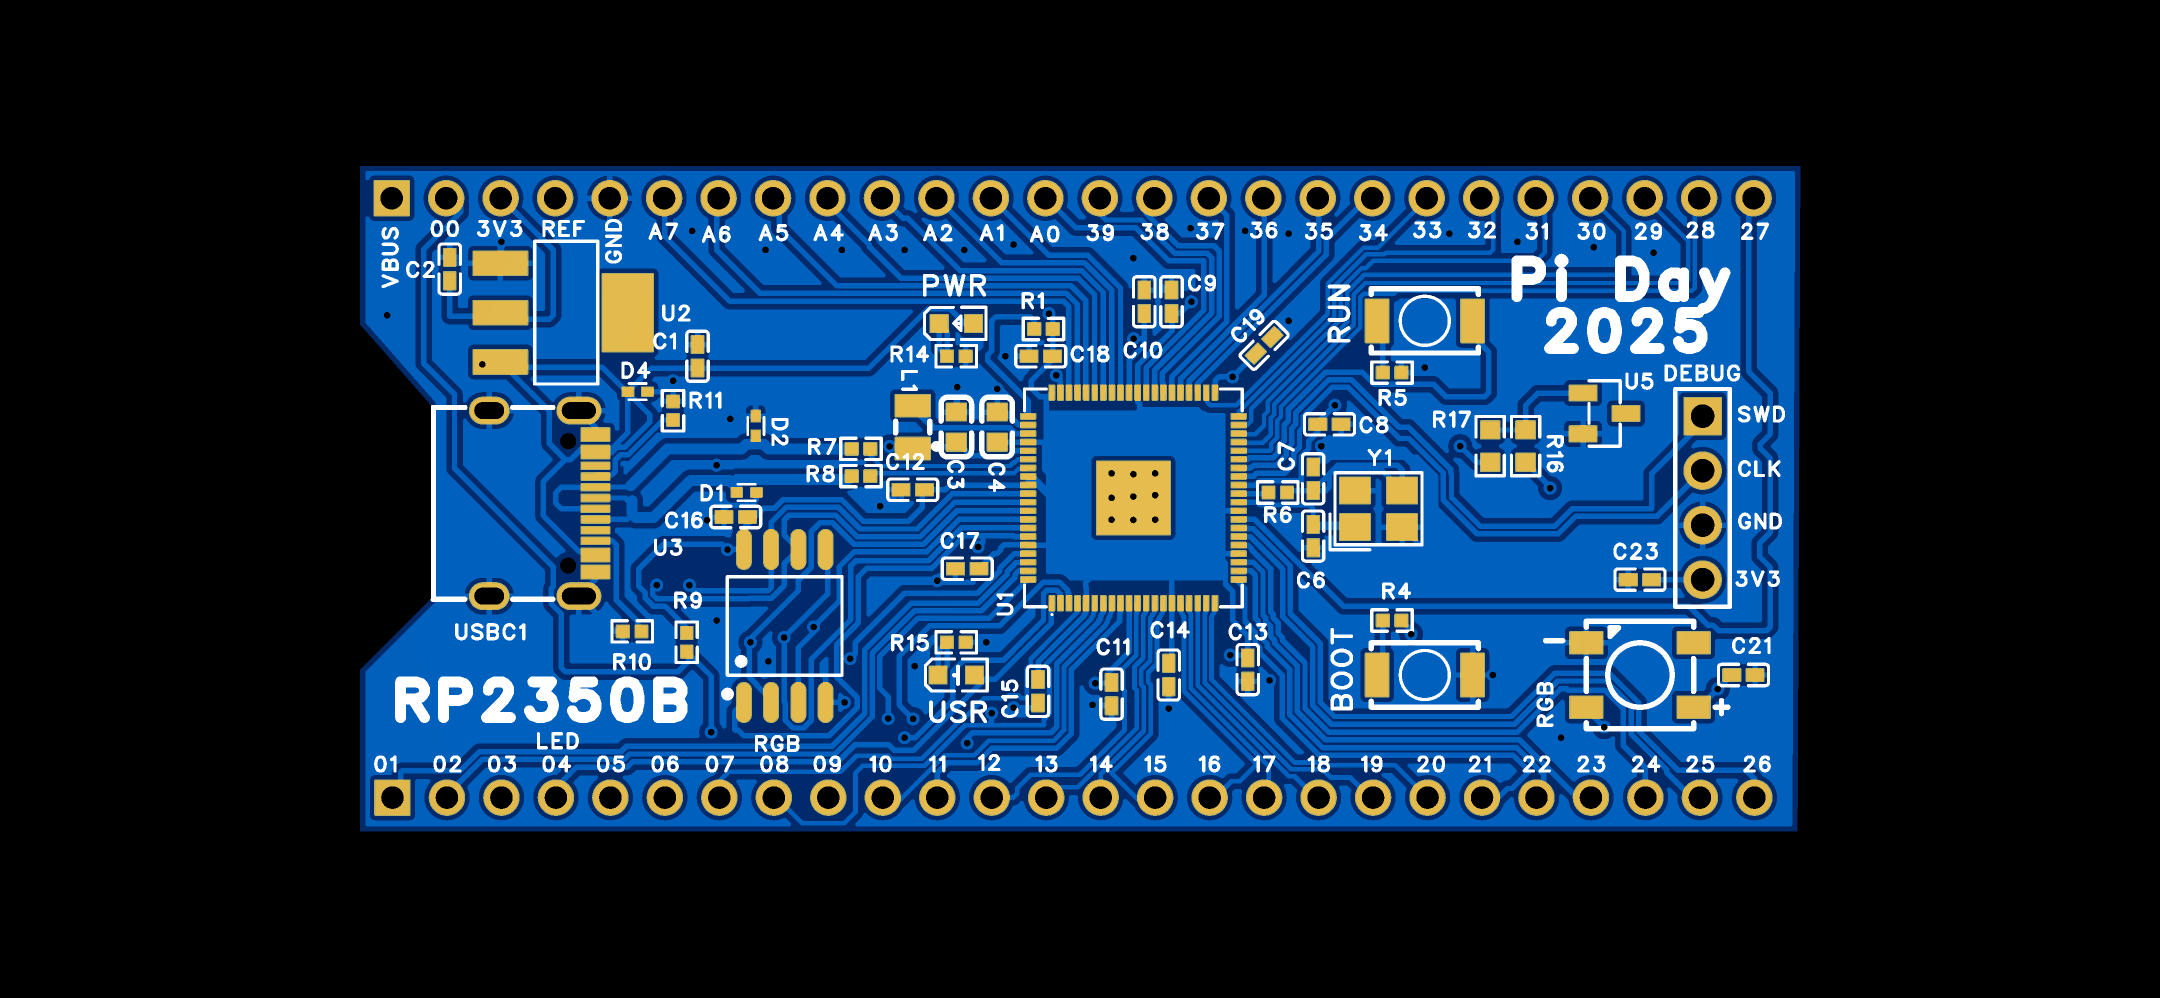 VBUS 00 3V3 REF GND A7 A6 A5 A4 A3 A2 A1 A0 39 38 37 36 35 34 33 32 31 30 29 28 27
C2
U2
C1
D4
R11
D2
PWR
R1
R14
C18
L1
C9
C10
C19
RUN
R5
Pi Day
2025
U5
DEBUG
SWD
CLK
GND
3V3
R17
R16
C8
C7
Y1
R6
C6
R7
R8
C12
C3
C4
D1
C16
U3
C17
U1
USBC1
R10
R9
R15
USR
C15
C11
C14
C13
R4
BOOT
C23
C21
RGB
–
+
RP2350B
LED
RGB
01 02 03 04 05 06 07 08 09 10 11 12 13 14 15 16 17 18 19 20 21 22 23 24 25 26